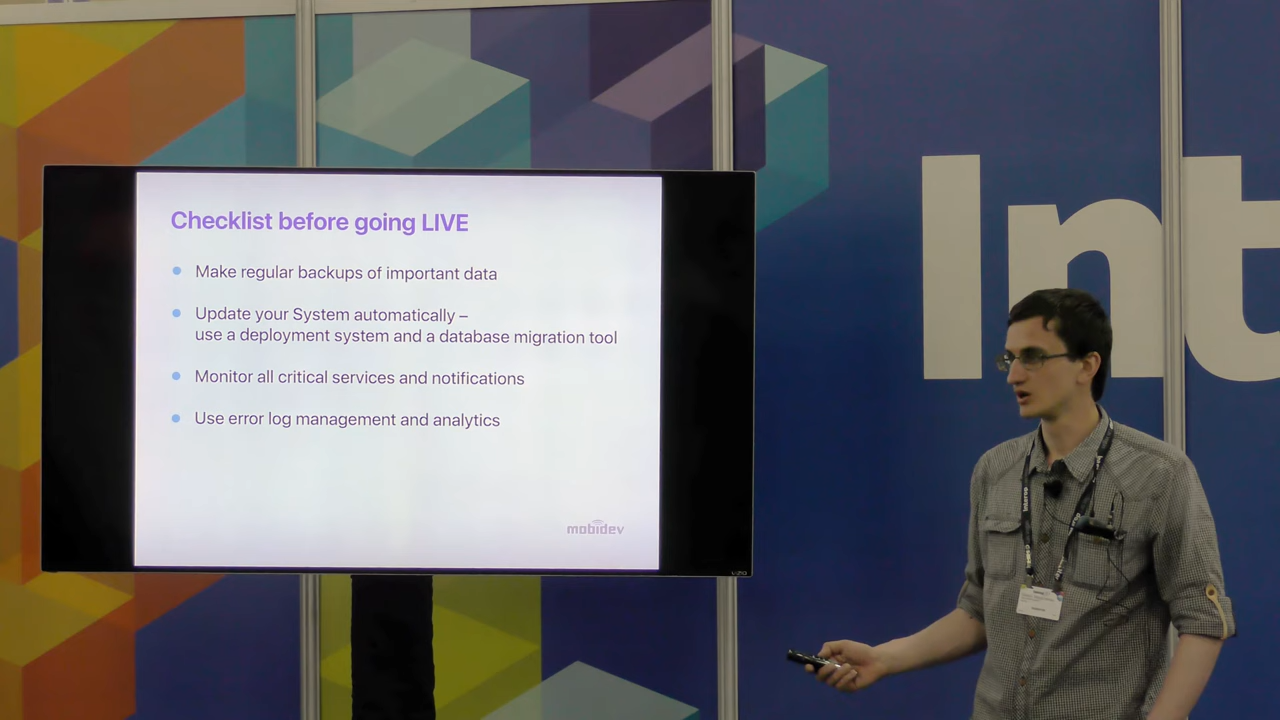 Int
Checklist before going LIVE
Make regular backups of important data
Update your System automatically –
use a deployment system and a database migration tool
Monitor all critical services and notifications
Use error log management and analytics
mobidev
VIZIO